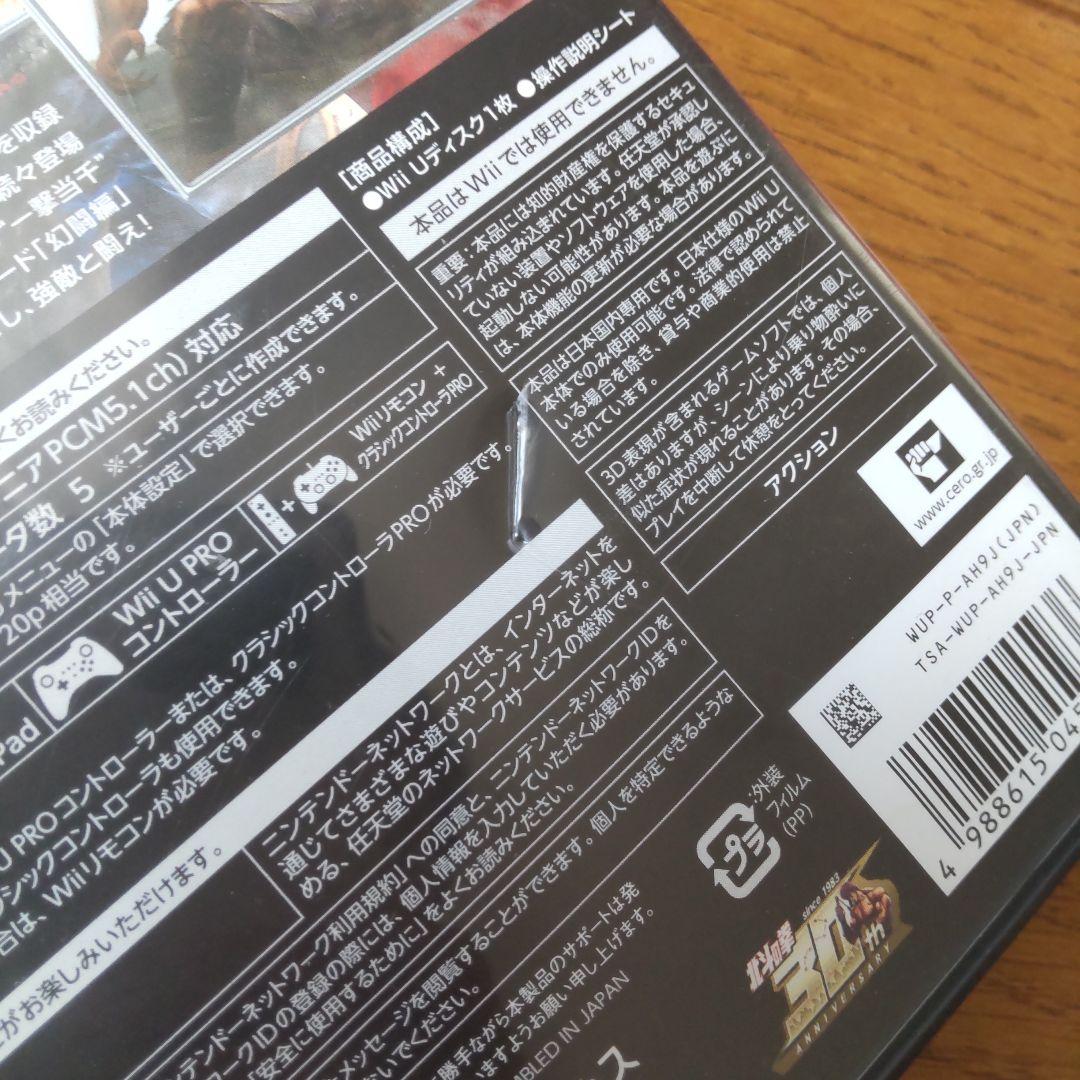 を収録
続々登場
一撃当千"
ード「幻闘編」
し、強敵と闘え!
くお読みください。
ニアPCM5.1ch) 対応
ータ数 5 ※ユーザーごとに作成できます。
メニューの「本体設定」で選択できます。
20p相当です。
Pad
Wii U PRO
コントローラー
+
Wiiリモコン +
クラシックコントローラPRO
U PROコントローラーまたは、クラシックコントローラPROが必要です。
ラシックコントローラも使用できます。
合は、Wiiリモコンが必要です。
がお楽しみいただけます。
[商品構成]
●Wii Uディスク1枚 ●操作説明シート
本品はWiiでは使用できません。
重要:本品には知的財産権を保護するセキュ
リティが組み込まれています。任天堂が承認し
ていない装置やソフトウェアを使用した場合、
起動しない可能性があります。本品を遊ぶに
は、本体機能の更新が必要な場合があります。
本品は日本国内専用です。日本仕様のWii U
本体でのみ使用可能です。法律で認められて
いる場合を除き、貸与や商業的使用は禁止
されています。
3D表現が含まれるゲームソフトでは、個人
差はありますが、シーンにより乗り物酔いに
似た症状が現れることがあります。その場合、
プレイを中断して休憩をとってください。
アクション
www.cero.gr.jp
WUP-P-AH9J(JPN)
TSA-WUP-AH9J-JPN
4 988615 045
ニンテンドーネットワークとは、インターネットを
通じてさまざまな遊びやコンテンツなどが楽し
める、任天堂のネットワークサービスの総称です。
ンテンドーネットワーク利用規約」への同意と、ニンテンドーネットワークIDを
ワークIDの登録の際には、個人情報を入力していただく必要があります。
「安全に使用するために」をよくお読みください。
メッセージを閲覧することができます。個人を特定できるような
ないでください。
勝手ながら本製品のサポートは発
ますようお願い申し上げます。
BLED IN JAPAN
プラ
:外装
フィルム
(PP)
since 1983
北斗の拳
30th
ANNIVERSARY